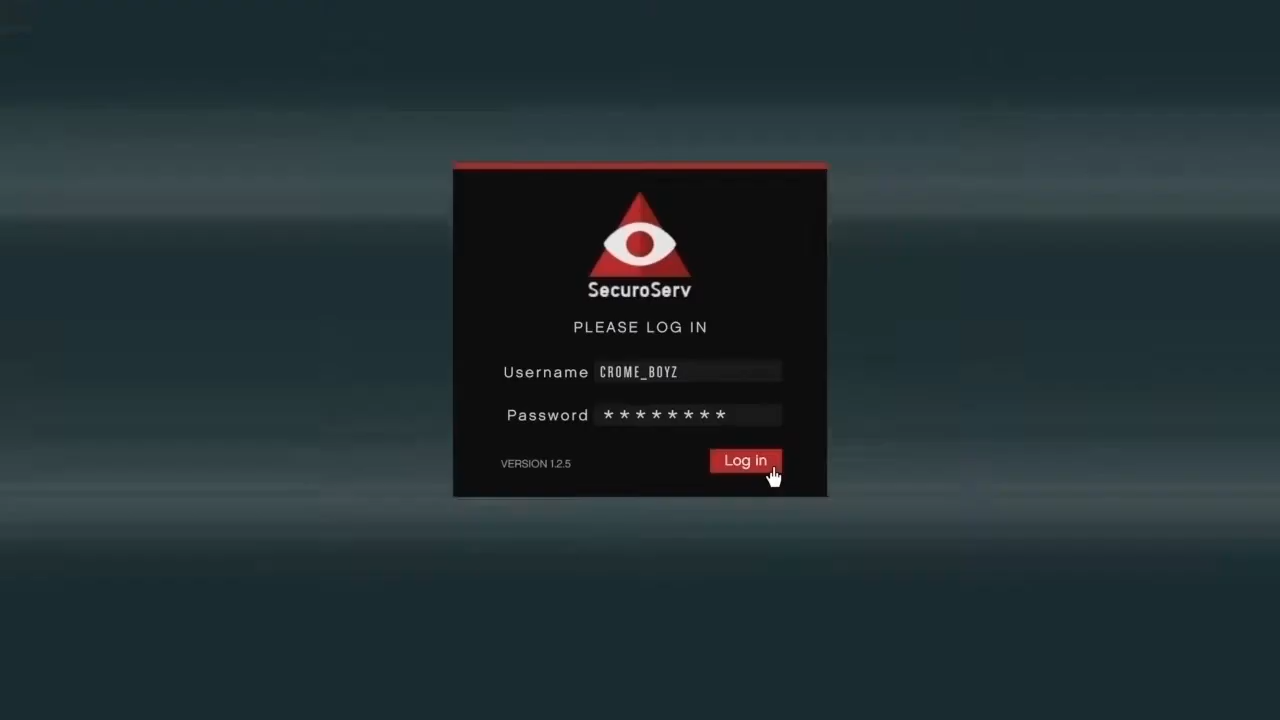 SecuroServ
PLEASE LOG IN
Username CROME_BOYZ
Password ********
VERSION 1.2.5 Log in